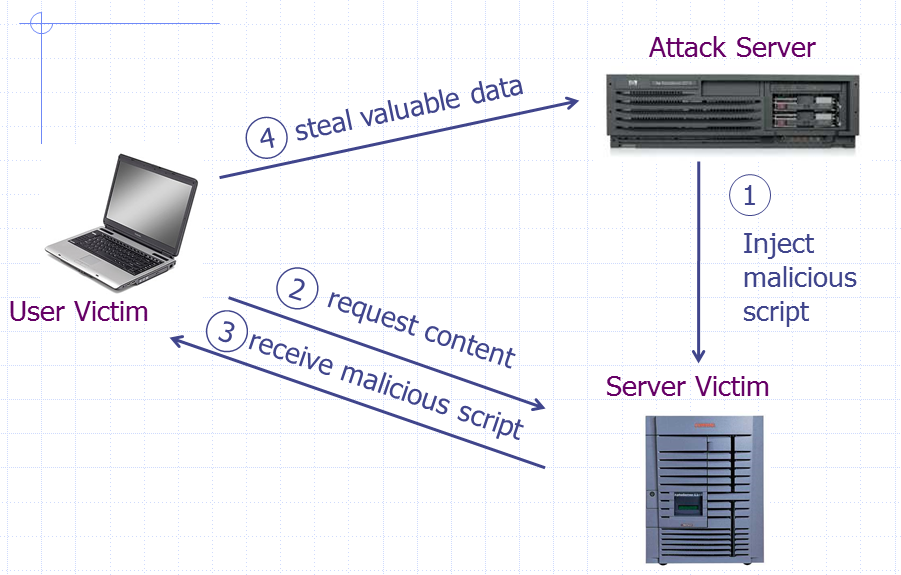 Attack Server
4 steal valuable data
1
Inject
malicious
script
User Victim
2 request content
3 receive malicious script
Server Victim